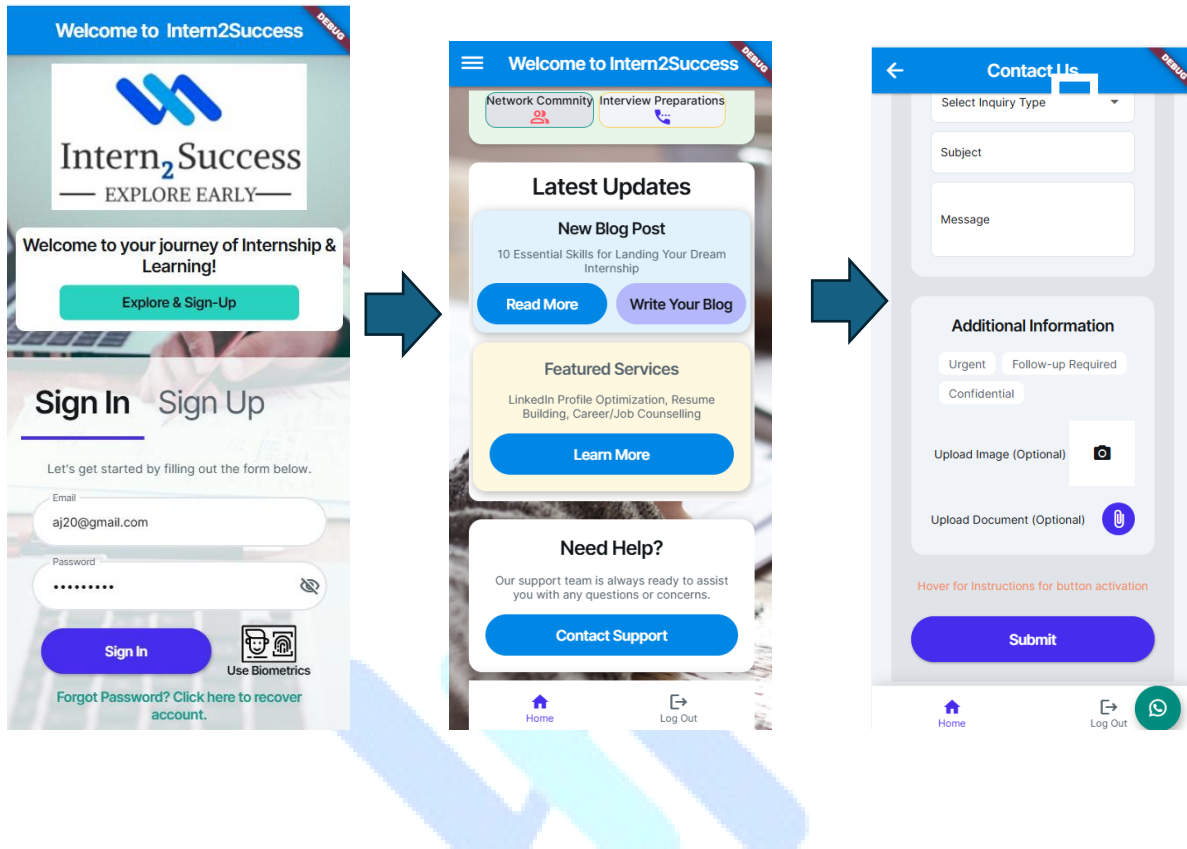 Welcome to Intern2Success
DEBUG
Intern2Success
EXPLORE EARLY
Welcome to your journey of Internship &
Learning!
Explore & Sign-Up
Sign In
Sign Up
Let's get started by filling out the form below.
Email
aj20@gmail.com
Password
Sign In
Use Biometrics
Forgot Password? Click here to recover
account.
Welcome to Intern2Success
DEBUG
Network Commnity
Interview Preparations
Latest Updates
New Blog Post
10 Essential Skills for Landing Your Dream
Internship
Read More
Write Your Blog
Featured Services
LinkedIn Profile Optimization, Resume
Building, Career/Job Counselling
Learn More
Need Help?
Our support team is always ready to assist
you with any questions or concerns.
Contact Support
Home
Log Out
Contact Us
DEBUG
Select Inquiry Type
Subject
Message
Additional Information
Urgent
Follow-up Required
Confidential
Upload Image (Optional)
Upload Document (Optional)
Hover for Instructions for button activation
Submit
Home
Log Out